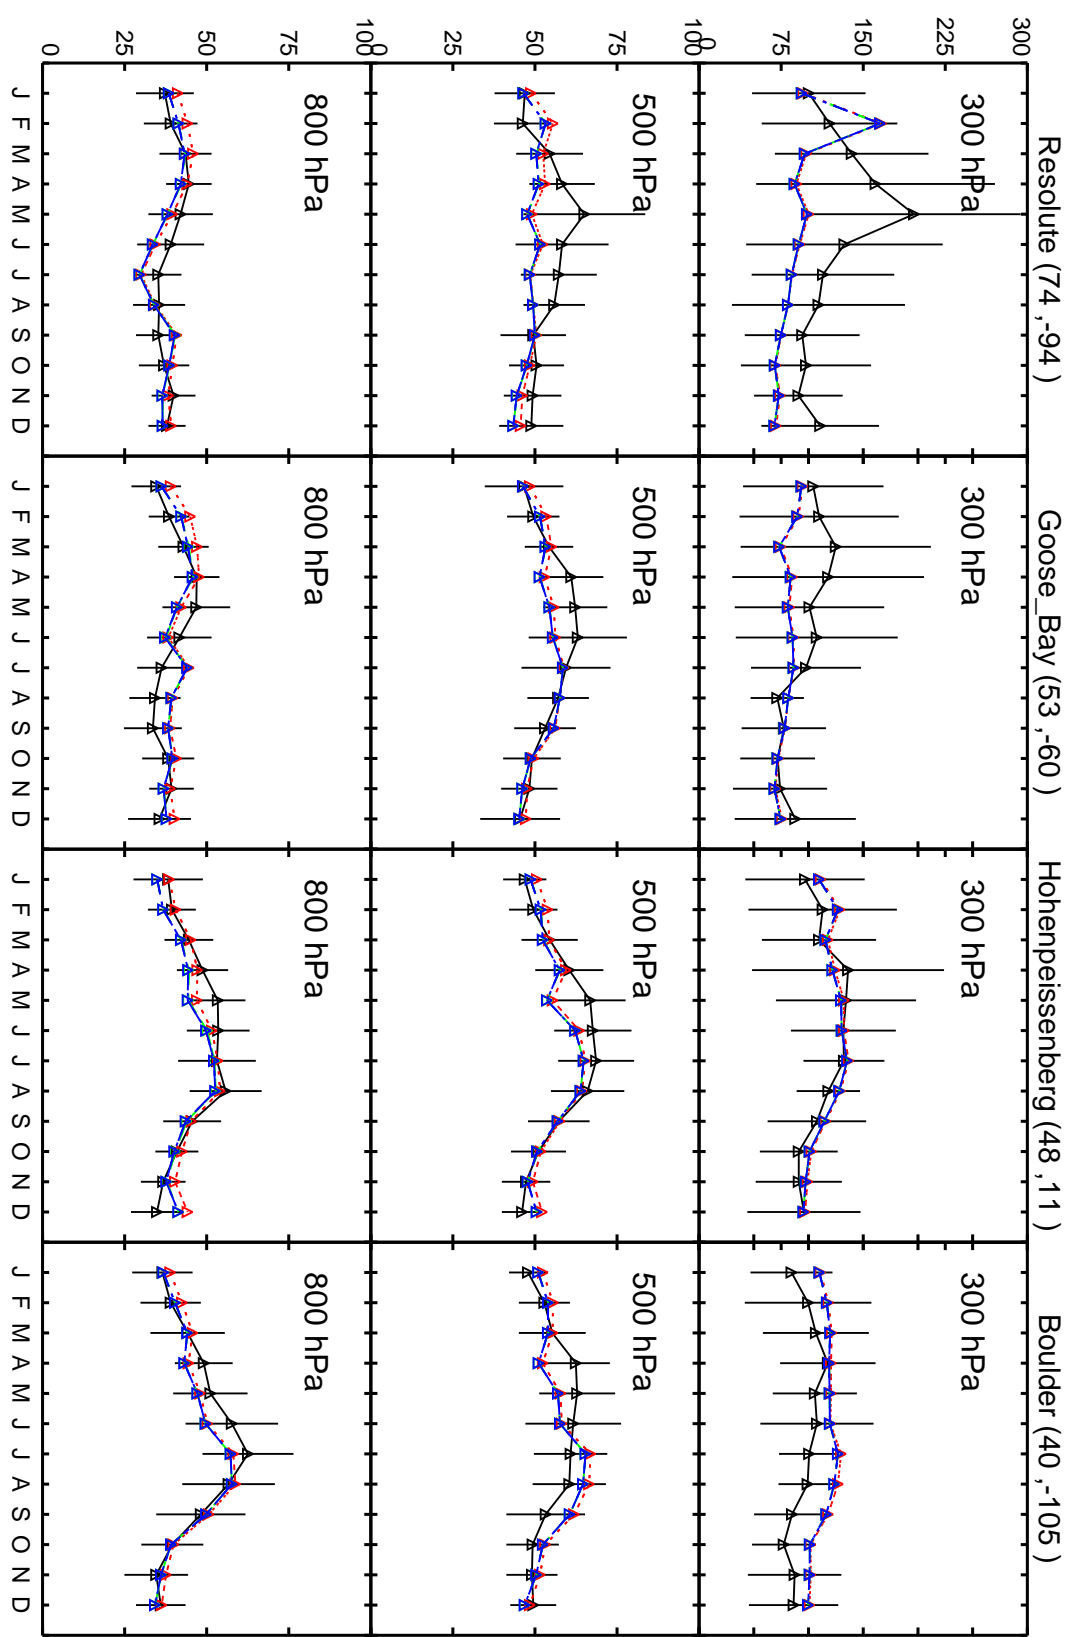 Resolute (74 ,-94 )
300 hPa
500 hPa
800 hPa
Goose_Bay (53 ,-60 )
300 hPa
500 hPa
800 hPa
Hohenpeissenberg (48 ,11 )
300 hPa
500 hPa
800 hPa
Boulder (40 ,-105 )
300 hPa
500 hPa
800 hPa
300
225
150
75
0
100
75
50
25
0
100
75
50
25
0
J F M A M J J A S O N D
J F M A M J J A S O N D
J F M A M J J A S O N D
J F M A M J J A S O N D